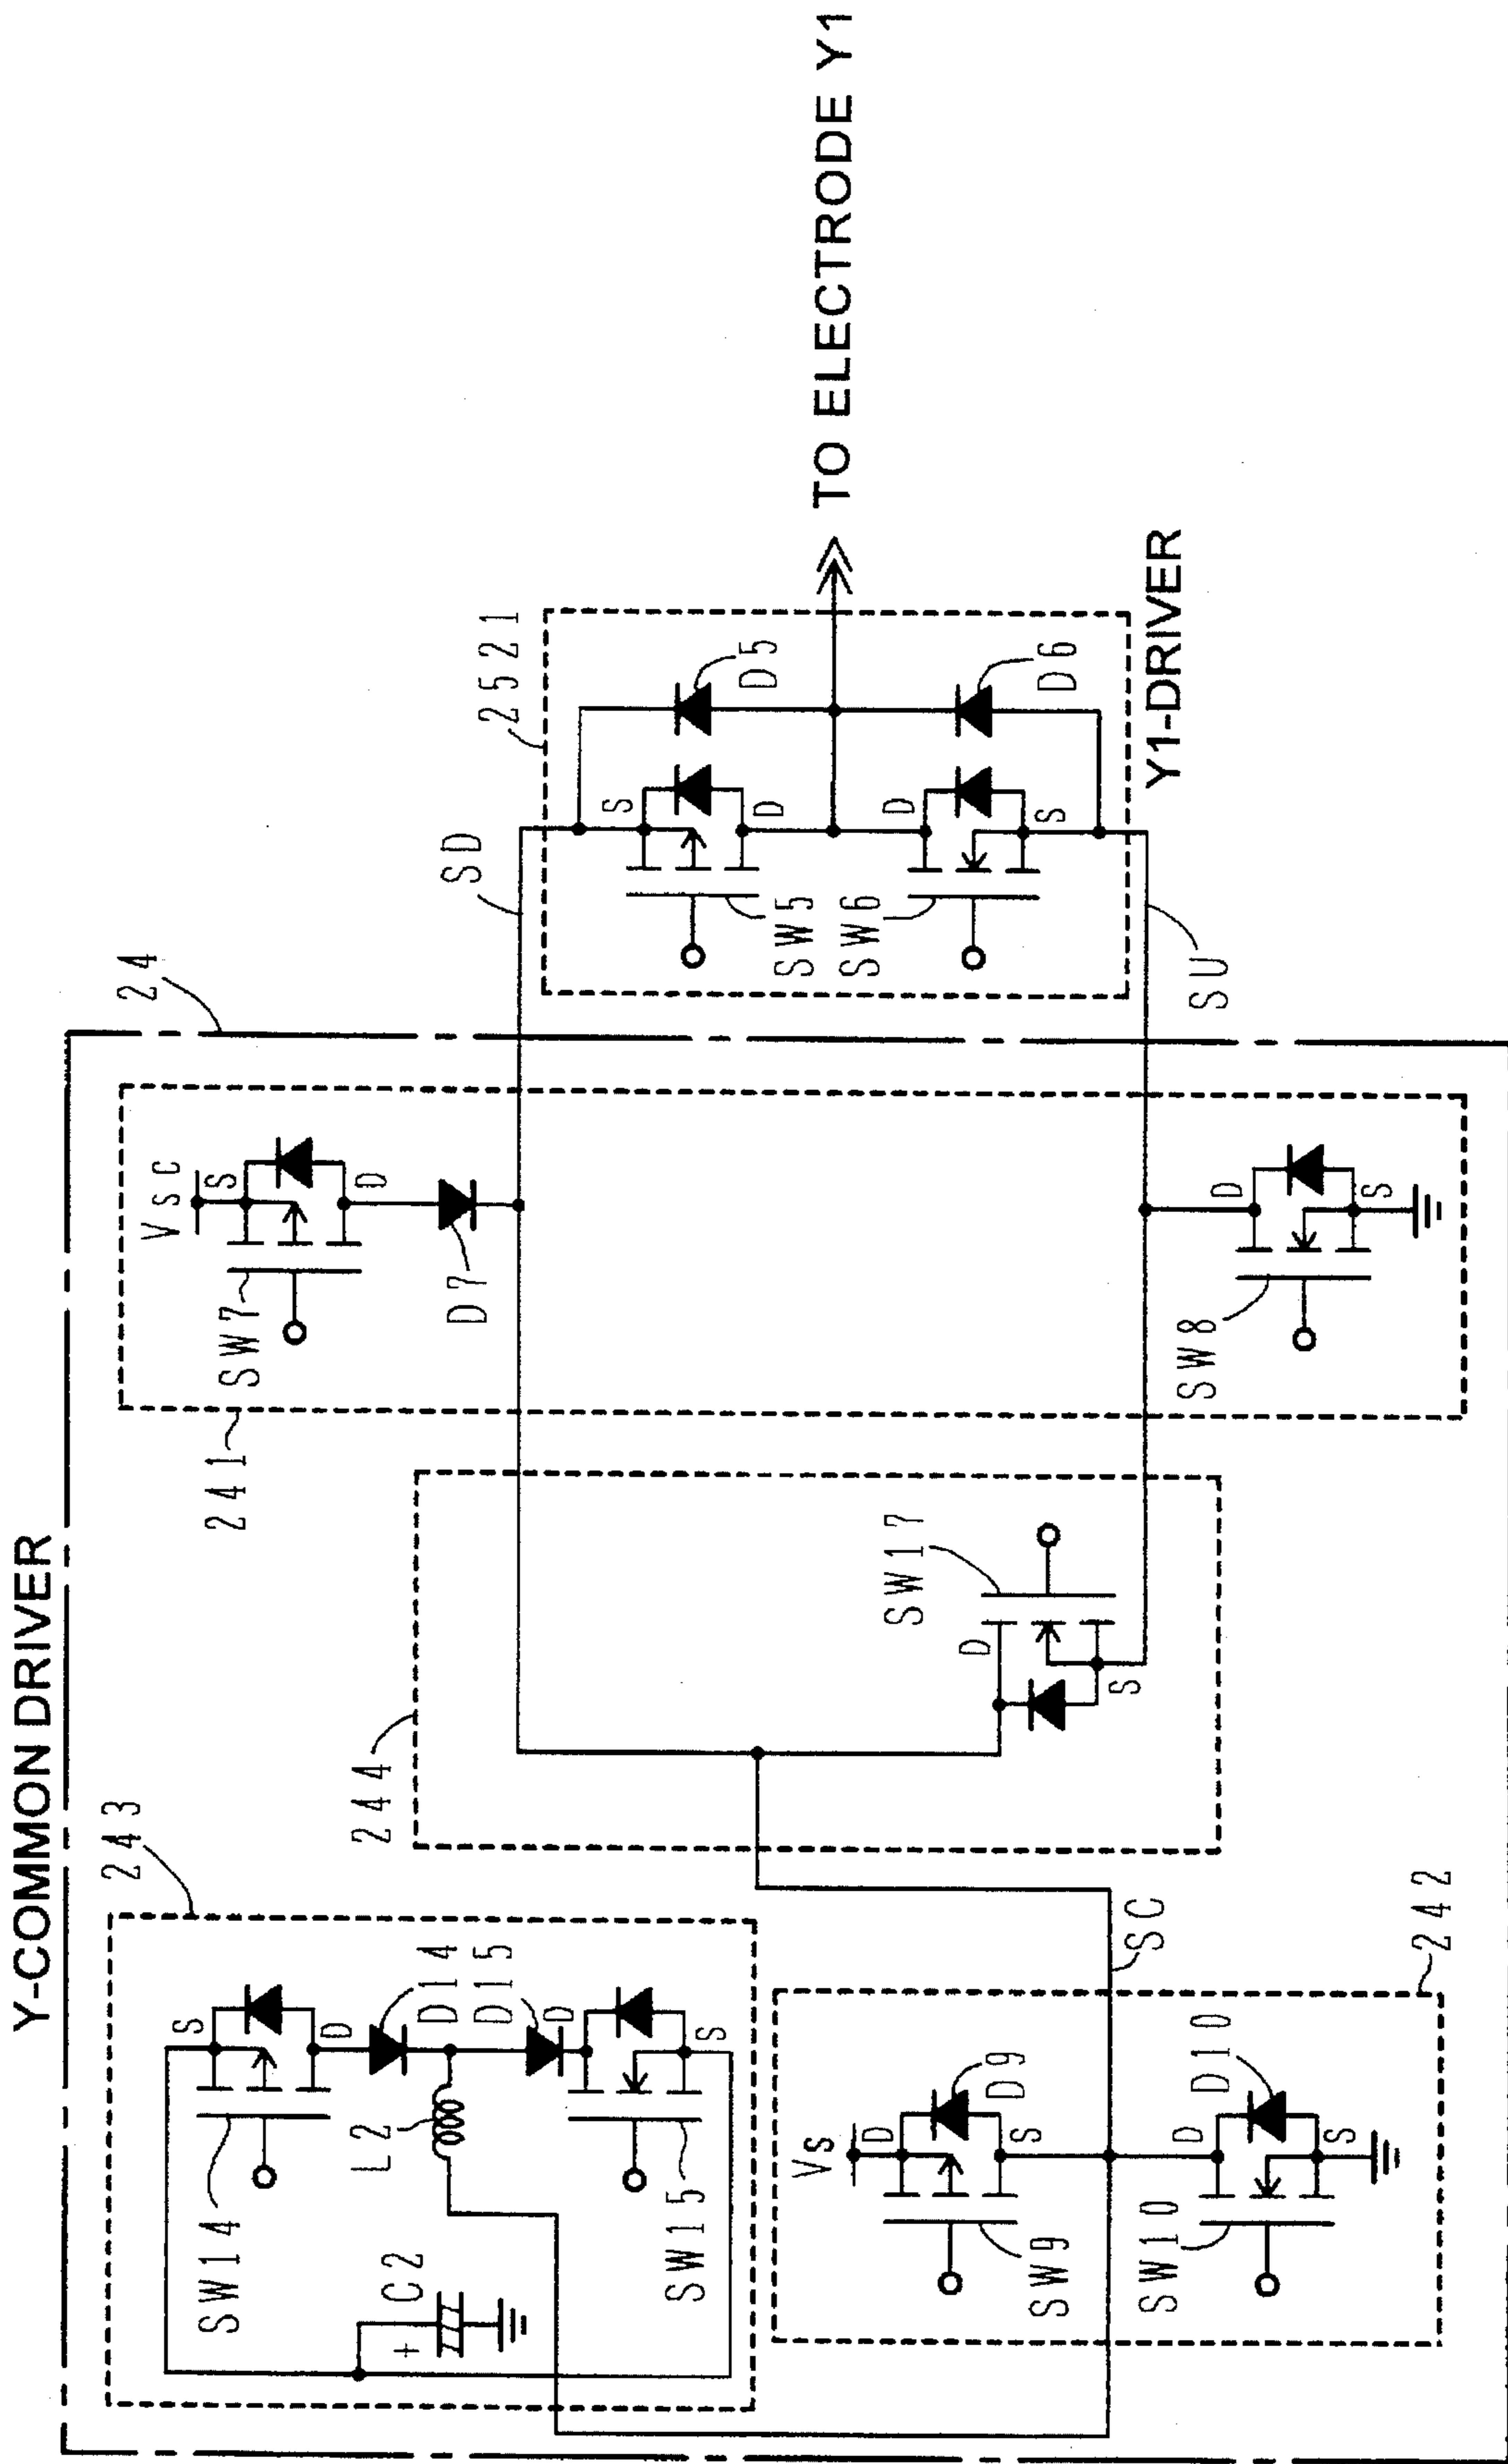 Y-COMMON DRIVER
24
243
244
241
SW14
S
D
D14
D15
D
S
L2
C2
+
SW15
242
Vs
D
D9
S
SW9
SC
D
D10
S
SW10
SW17
D
S
Vsc
S
D
SW7
D7
SW8
D
S
SD
SU
2521
S
D
D5
SW5
SW6
D
S
D6
Y1-DRIVER
TO ELECTRODE Y1